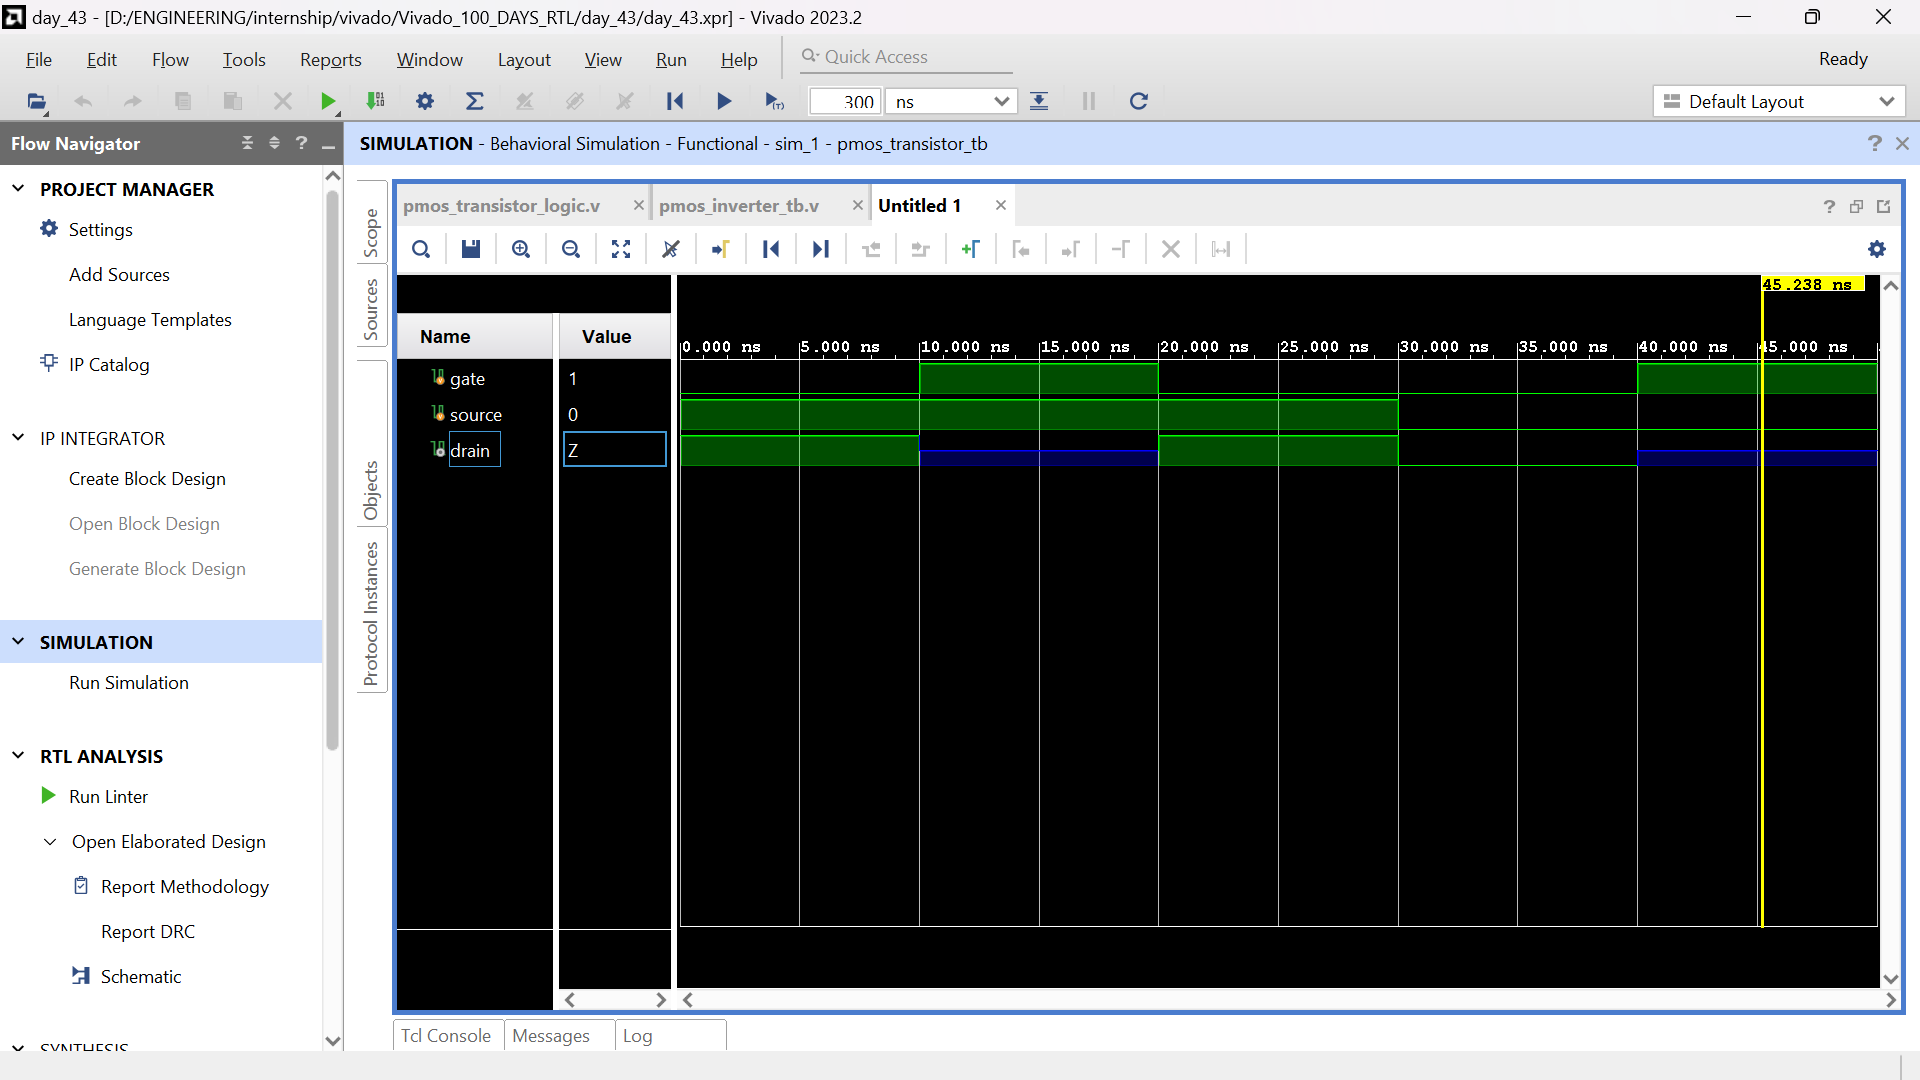 day_43 - [D:/ENGINEERING/internship/vivado/Vivado_100_DAYS_RTL/day_43/day_43.xpr] - Vivado 2023.2
File Edit Flow Tools Reports Window Layout View Run Help Quick Access Ready
300 ns Default Layout
Flow Navigator
SIMULATION - Behavioral Simulation - Functional - sim_1 - pmos_transistor_tb
PROJECT MANAGER
Settings
Add Sources
Language Templates
IP Catalog
IP INTEGRATOR
Create Block Design
Open Block Design
Generate Block Design
SIMULATION
Run Simulation
RTL ANALYSIS
Run Linter
Open Elaborated Design
Report Methodology
Report DRC
Schematic
SYNTHESIS
Scope
Sources
Objects
Protocol Instances
pmos_transistor_logic.v pmos_inverter_tb.v Untitled 1
45.238 ns
Name Value
0.000 ns 5.000 ns 10.000 ns 15.000 ns 20.000 ns 25.000 ns 30.000 ns 35.000 ns 40.000 ns 45.000 ns
gate 1
source 0
drain Z
Tcl Console Messages Log